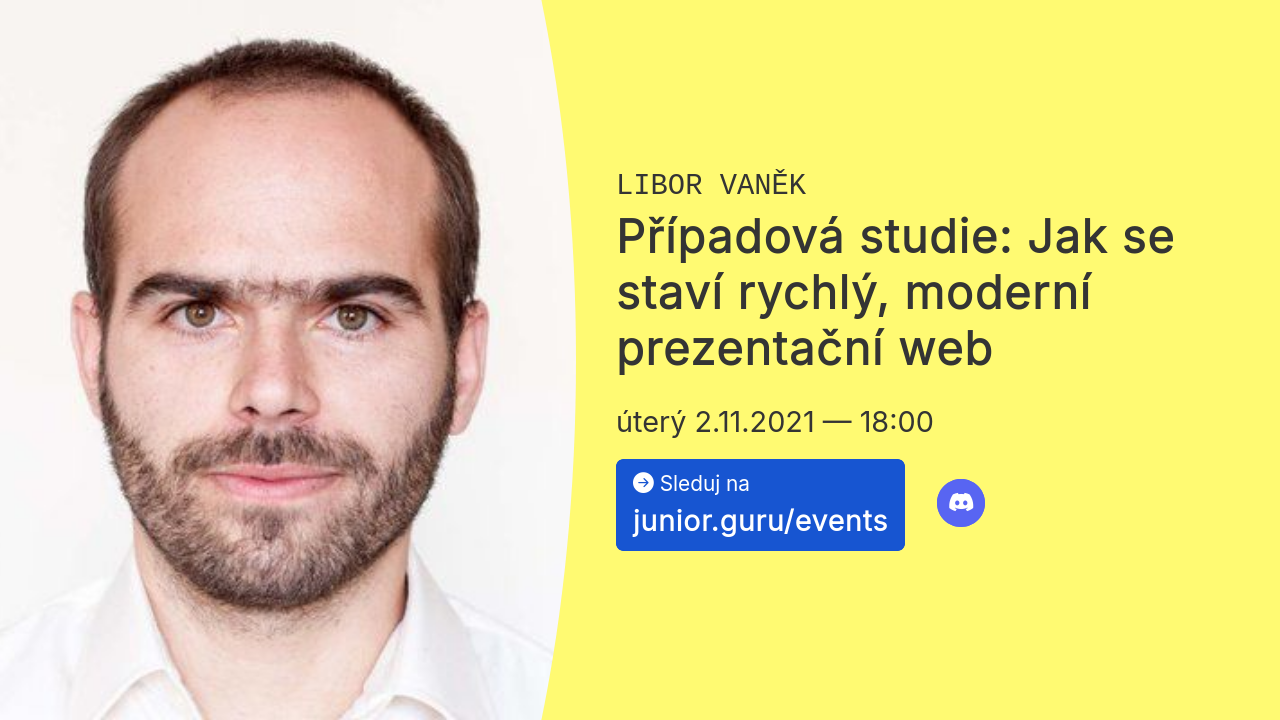 LIBOR VANĚK
Případová studie: Jak se
staví rychlý, moderní
prezentační web
úterý 2.11.2021 — 18:00
Sleduj na
junior.guru/events